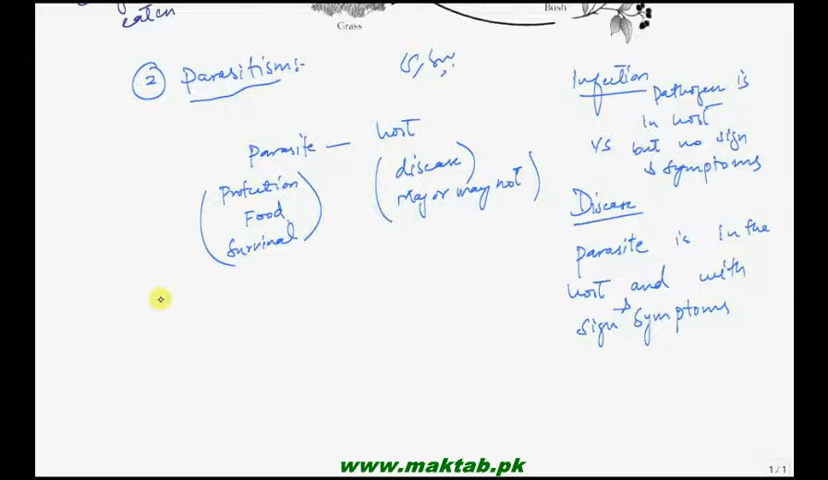 eaten
Grass
Bush
② Parasitism:-
Parasite — host
(Protection
Food,
Survival)
(disease
May or may not)
Infection
pathogen is
in host
vs but no sign
& symptoms
Disease
parasite is in the
host and with
sign & symptoms
www.maktab.pk
1/1